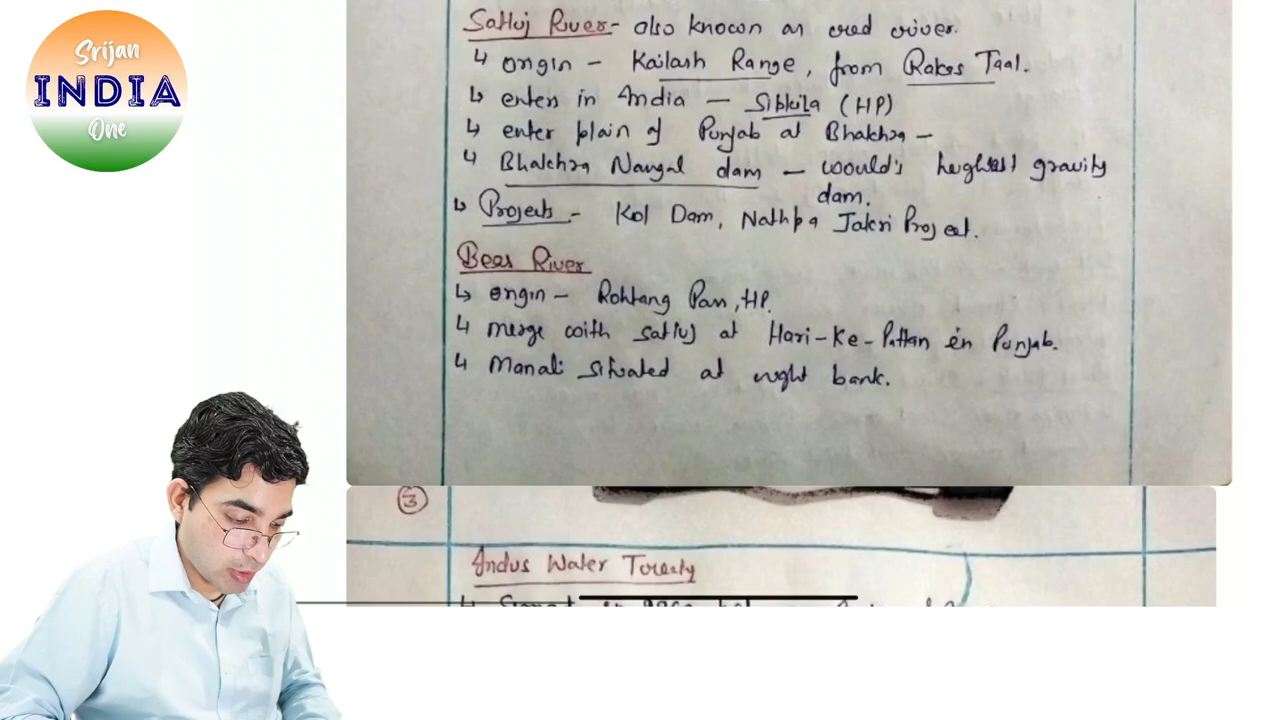 Srijan
INDIA
One
Satluj River- also known as red river.
↳ origin - Kailash Range, from Rakas Taal.
↳ enters in India - Sibkila (HP)
↳ enter plain of Punjab at Bhakhra -
↳ Bhakhra Nangal dam - would's heighest gravity
dam.
↳ Projects - Kol Dam, Nathpa Jakri Project.
Beas River
↳ origin - Rohtang Pass, HP.
↳ merge with satluj at Hari-Ke-Pattan in Punjab.
↳ Manali situated at right bank.
3
Indus Water Treaty